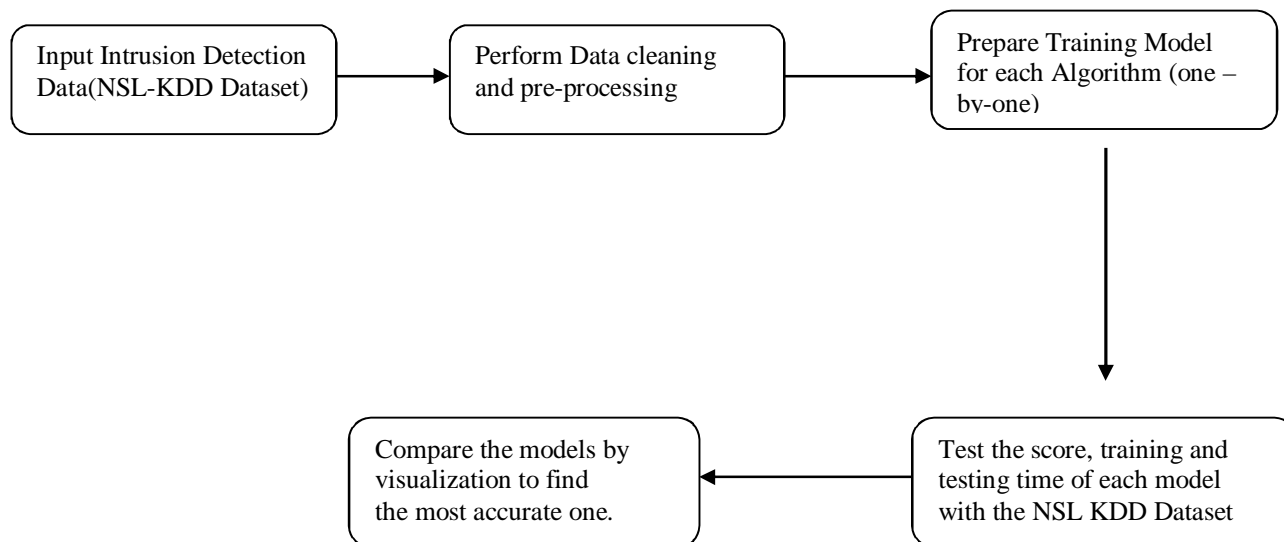 Input Intrusion Detection
Data(NSL-KDD Dataset)
Perform Data cleaning
and pre-processing
Prepare Training Model
for each Algorithm (one –
by-one)
Test the score, training and
testing time of each model
with the NSL KDD Dataset
Compare the models by
visualization to find
the most accurate one.